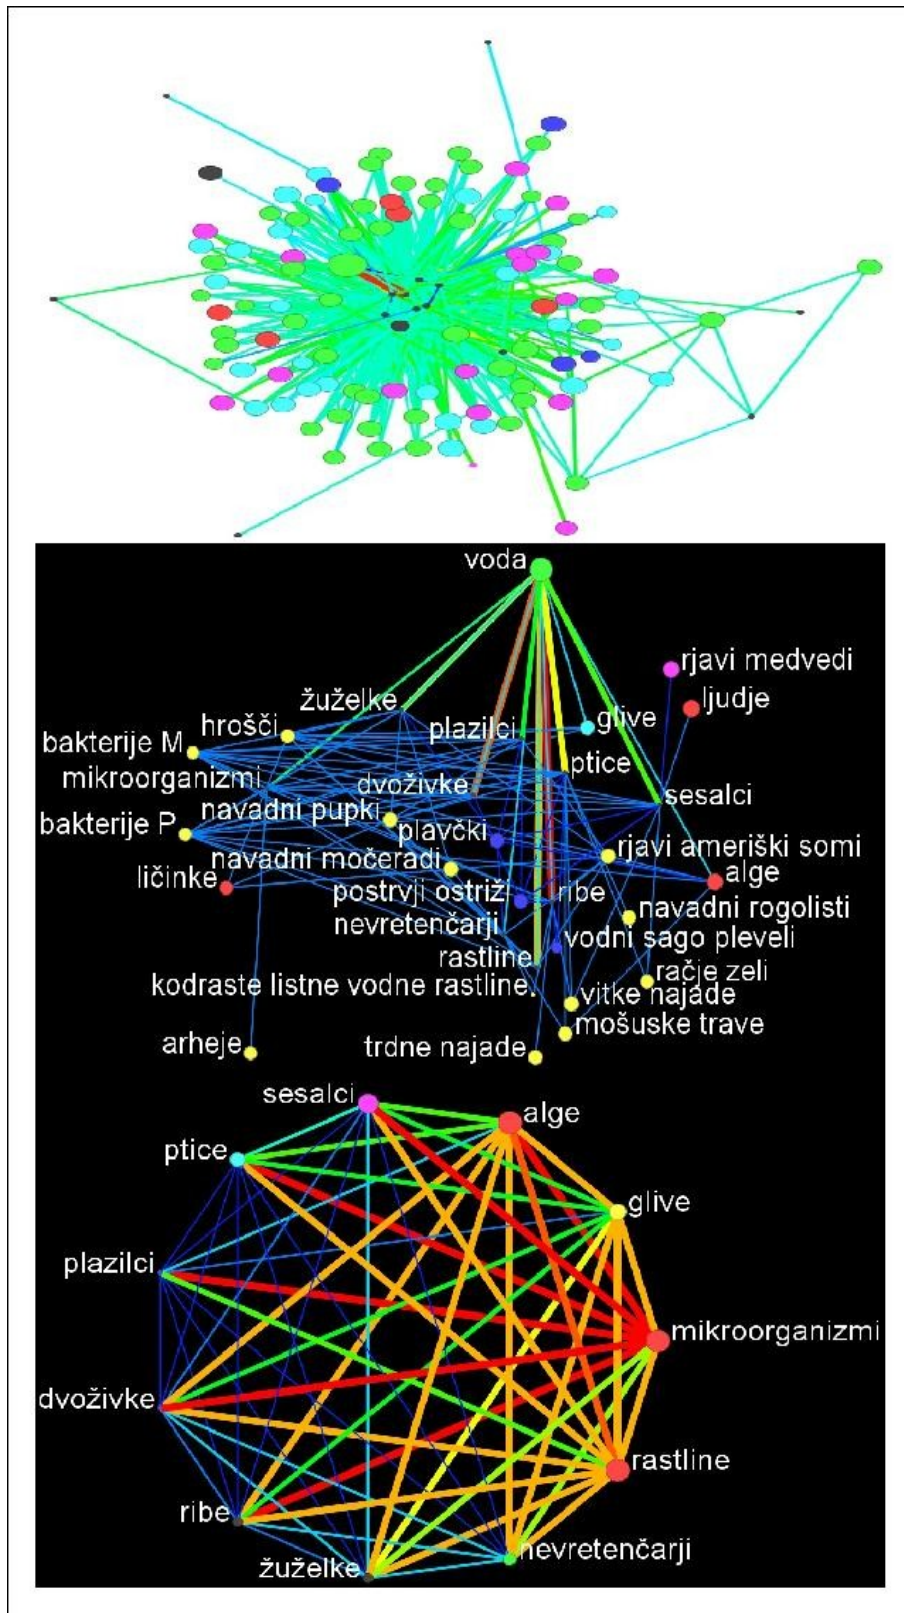 voda
rjavi medvedi
ljudje
žuželke
hrošči
plazilci
glive
bakterije M
ptice
mikroorganizmi
dvoživke
sesalci
navadni pupki
bakterije P
plavčki
rjavi ameriški somi
navadni močeradi
alge
ličinke
postrvji ostriži
ribe
navadni rogolisti
nevretenčarji
vodni sago pleveli
rastline
račje zeli
kodraste listne vodne rastline
vitke najade
mošuske trave
arheje
trdne najade
sesalci
alge
ptice
glive
plazilci
mikroorganizmi
dvoživke
rastline
ribe
nevretenčarji
žuželke